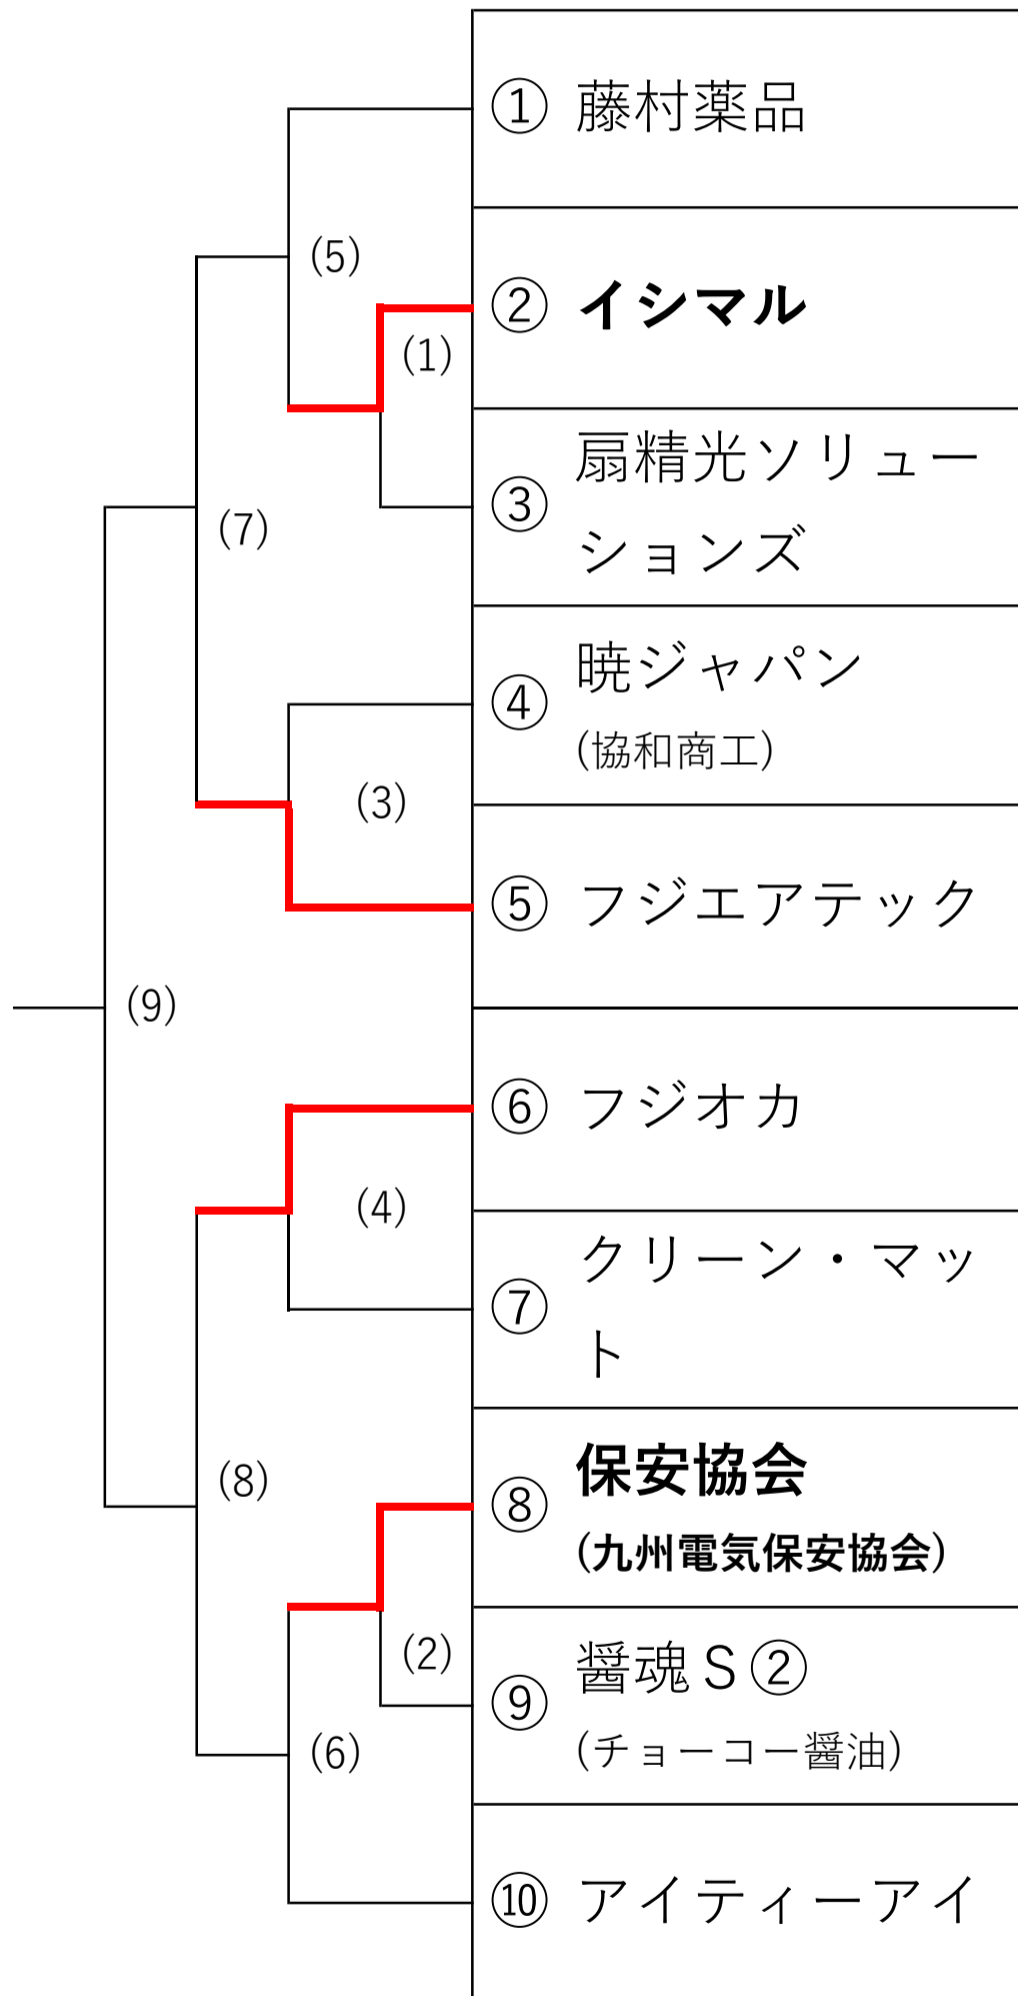 ① 藤村薬品
(5)
② イシマル
(1)
③ 扇精光ソリュー
ションズ
(7)
④ 暁ジャパン
(協和商工)
(3)
⑤ フジエアテック
(9)
⑥ フジオカ
(4)
⑦ クリーン・マッ
ト
(8)
⑧ 保安協会
(九州電気保安協会)
(2)
⑨ 醤魂S②
(チョーコー醤油)
(6)
⑩ アイティーアイ